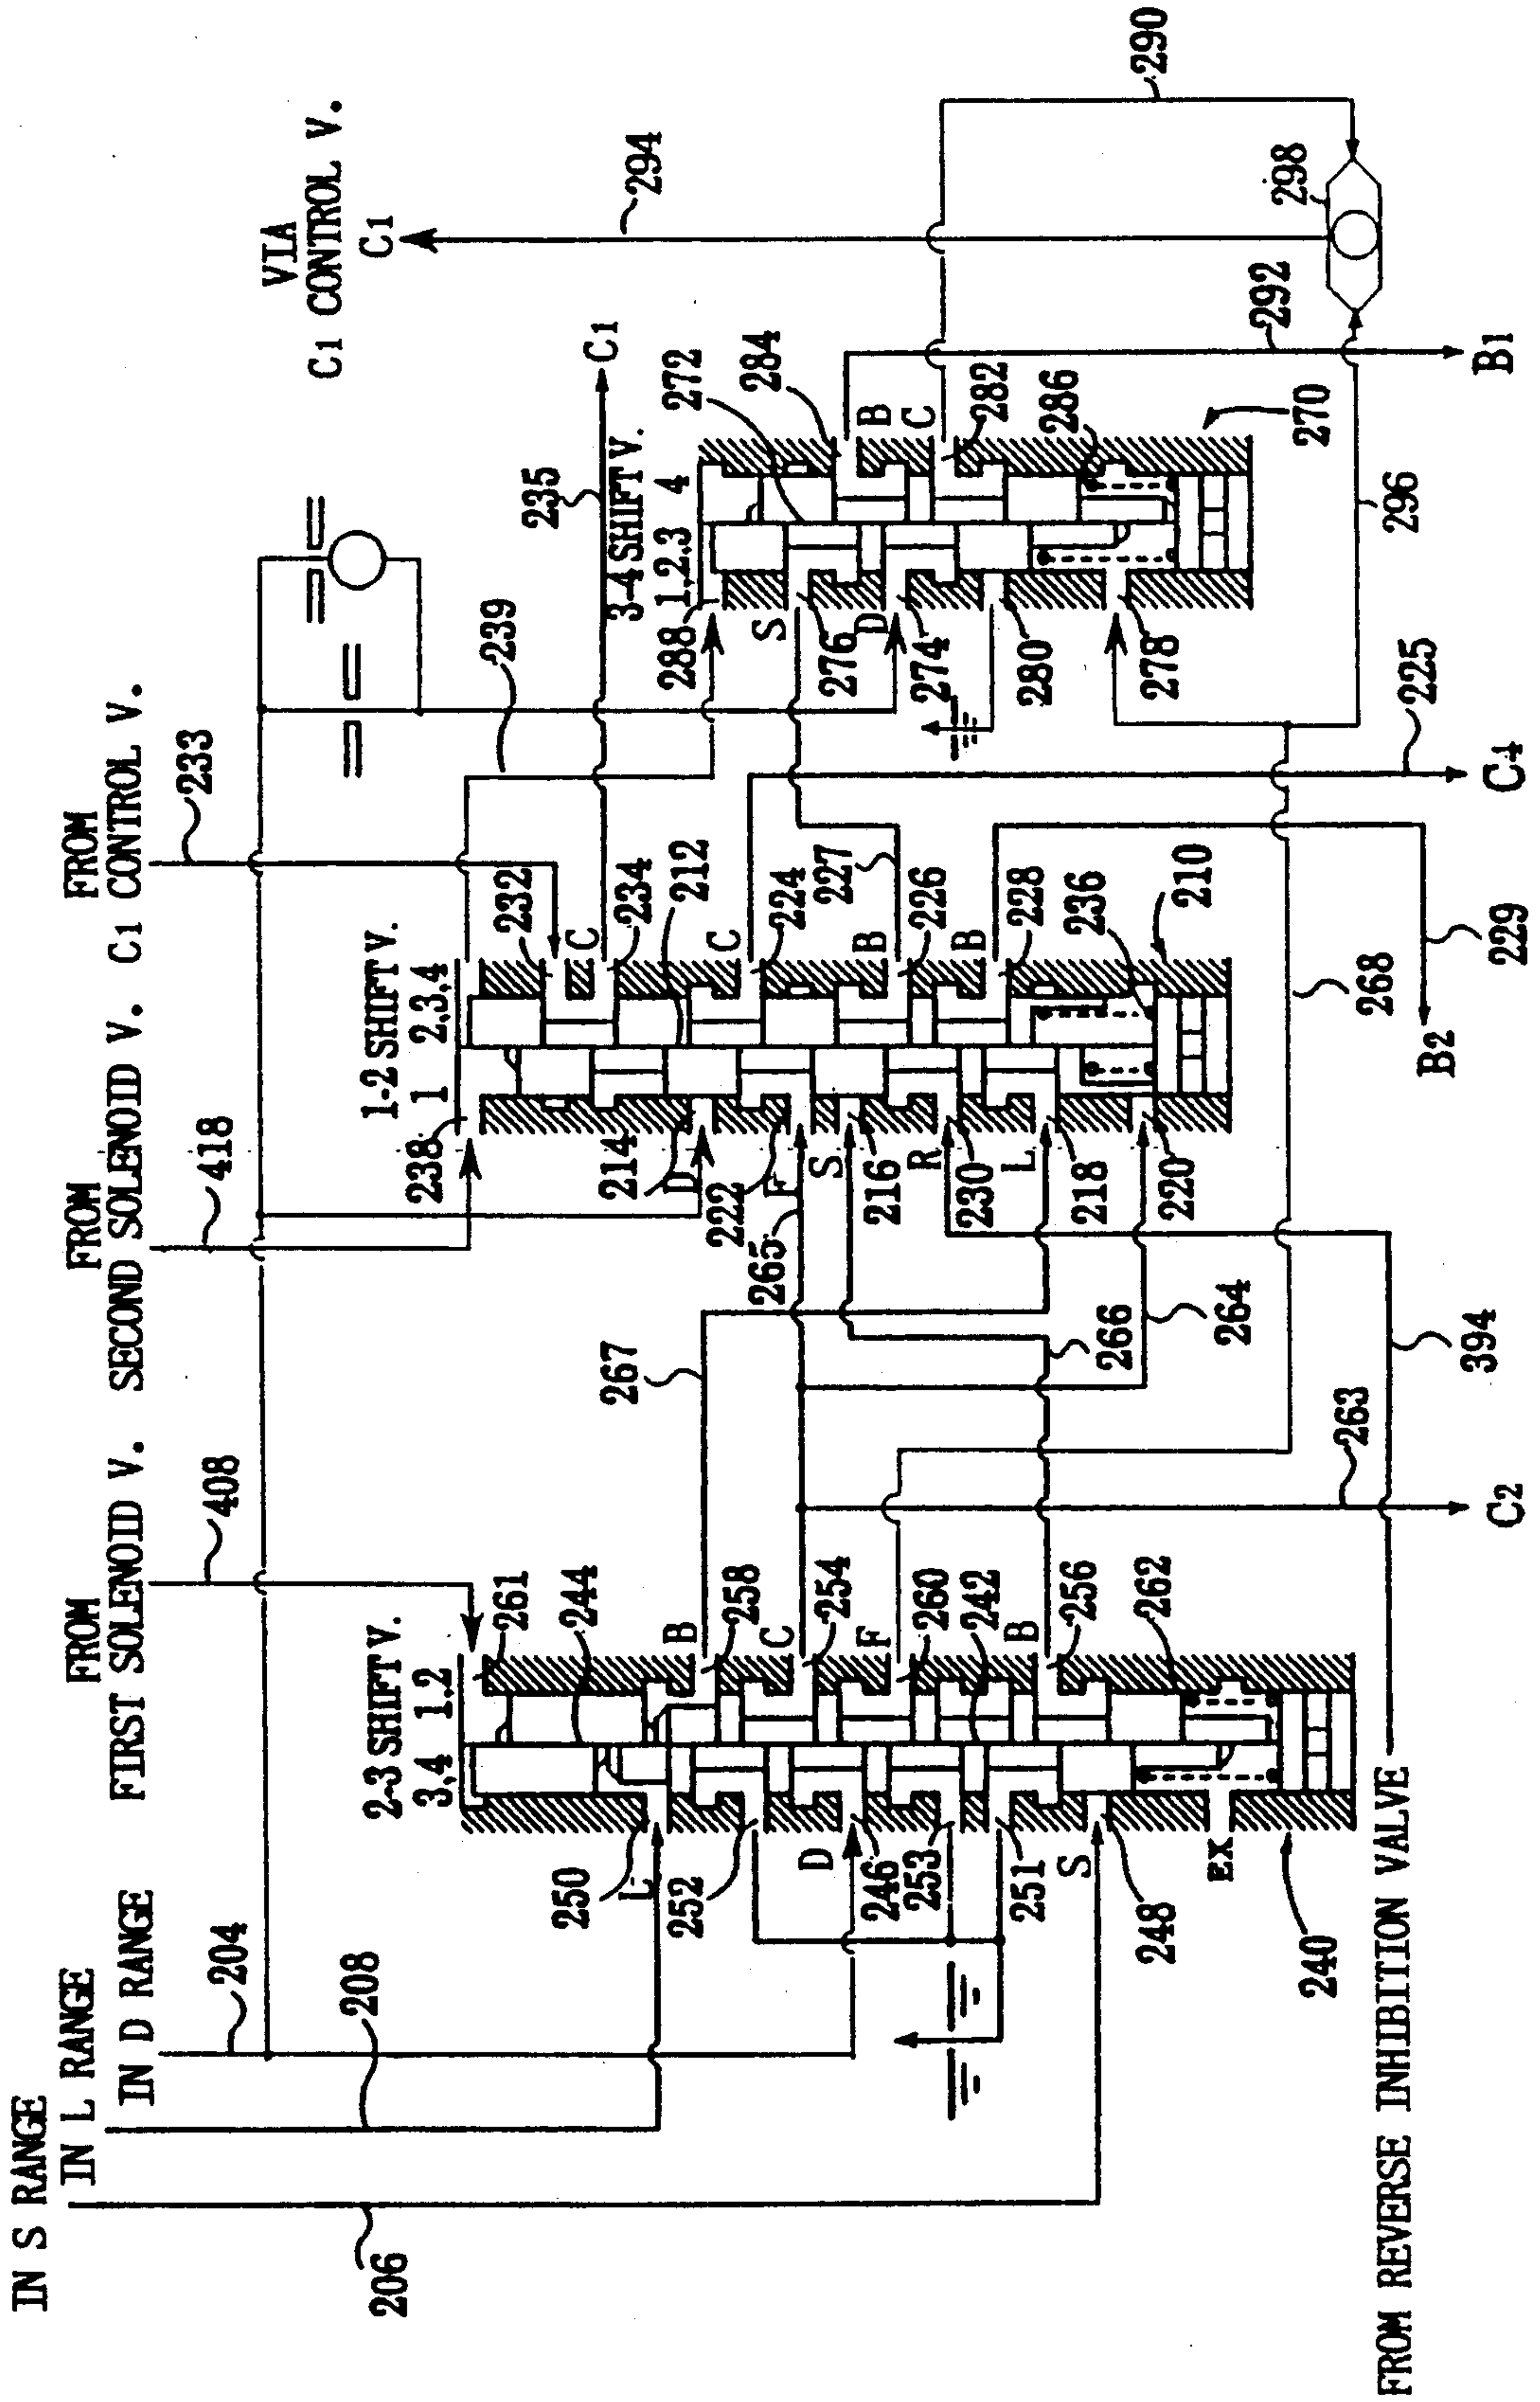 IN S RANGE
IN L RANGE
IN D RANGE
206
208
204
FROM
FIRST SOLENOID V.
408
FROM
SECOND SOLENOID V.
418
FROM
C1 CONTROL V.
233
VIA
C1 CONTROL V.
C1
294
2-3 SHIFT V.
3,4 1.2
261
244
250
L
B
258
252
C
254
D
246
F
260
253
242
251
B
256
S
248
262
EX
240
267
265
266
264
263
C2
268
394
FROM REVERSE INHIBITION VALVE
1-2 SHIFT V.
1 2,3,4
238
232
C
234
214
D
212
222
F
C
224
S
216
B
226
227
R
230
B
228
L
218
236
220
210
239
235
C1
225
C4
229
B2
3-4 SHIFT V.
1,2,3 4
288
272
284
S
276
B
D
274
C
282
280
286
278
270
290
298
292
B1
296